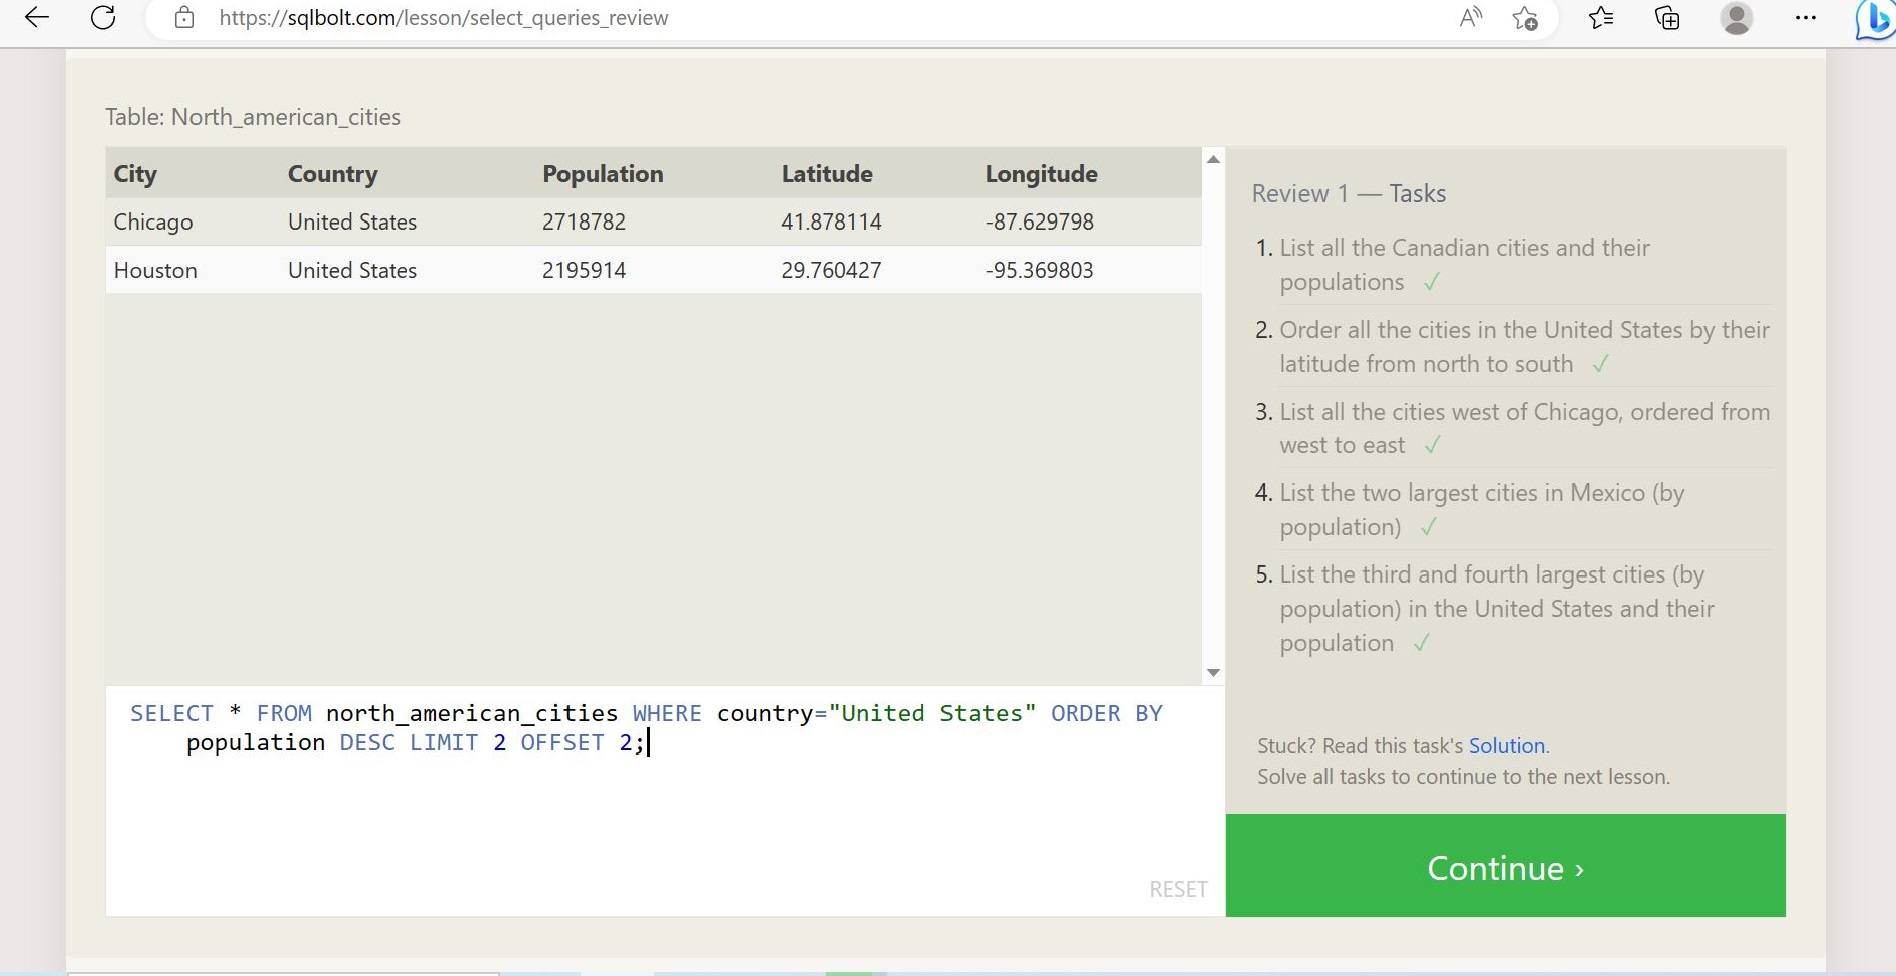 https://sqlbolt.com/lesson/select_queries_review
Table: North_american_cities
City Country Population Latitude Longitude
Chicago United States 2718782 41.878114 -87.629798
Houston United States 2195914 29.760427 -95.369803
SELECT * FROM north_american_cities WHERE country="United States" ORDER BY
population DESC LIMIT 2 OFFSET 2;
RESET
Review 1 — Tasks
1. List all the Canadian cities and their
populations ✓
2. Order all the cities in the United States by their
latitude from north to south ✓
3. List all the cities west of Chicago, ordered from
west to east ✓
4. List the two largest cities in Mexico (by
population) ✓
5. List the third and fourth largest cities (by
population) in the United States and their
population ✓
Stuck? Read this task's Solution.
Solve all tasks to continue to the next lesson.
Continue ›